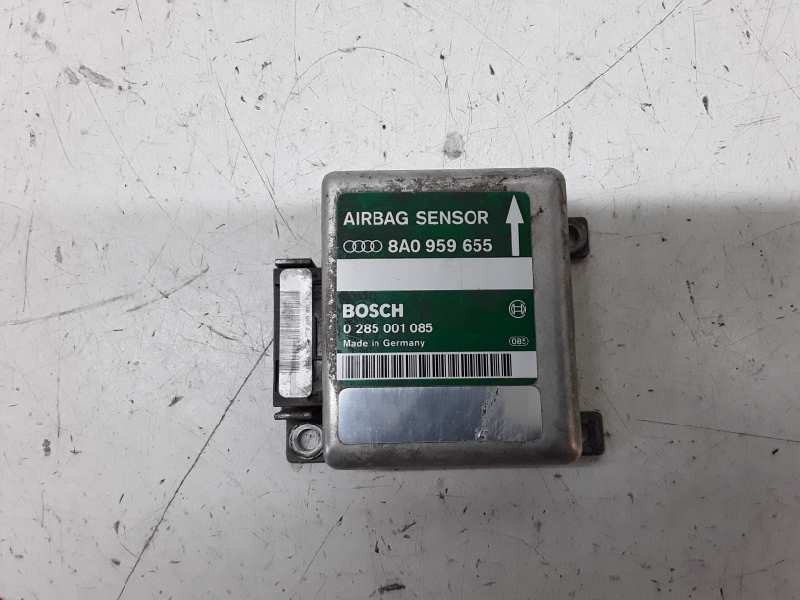 AIRBAG SENSOR
8A0 959 655
BOSCH
0 285 001 085
Made in Germany
085